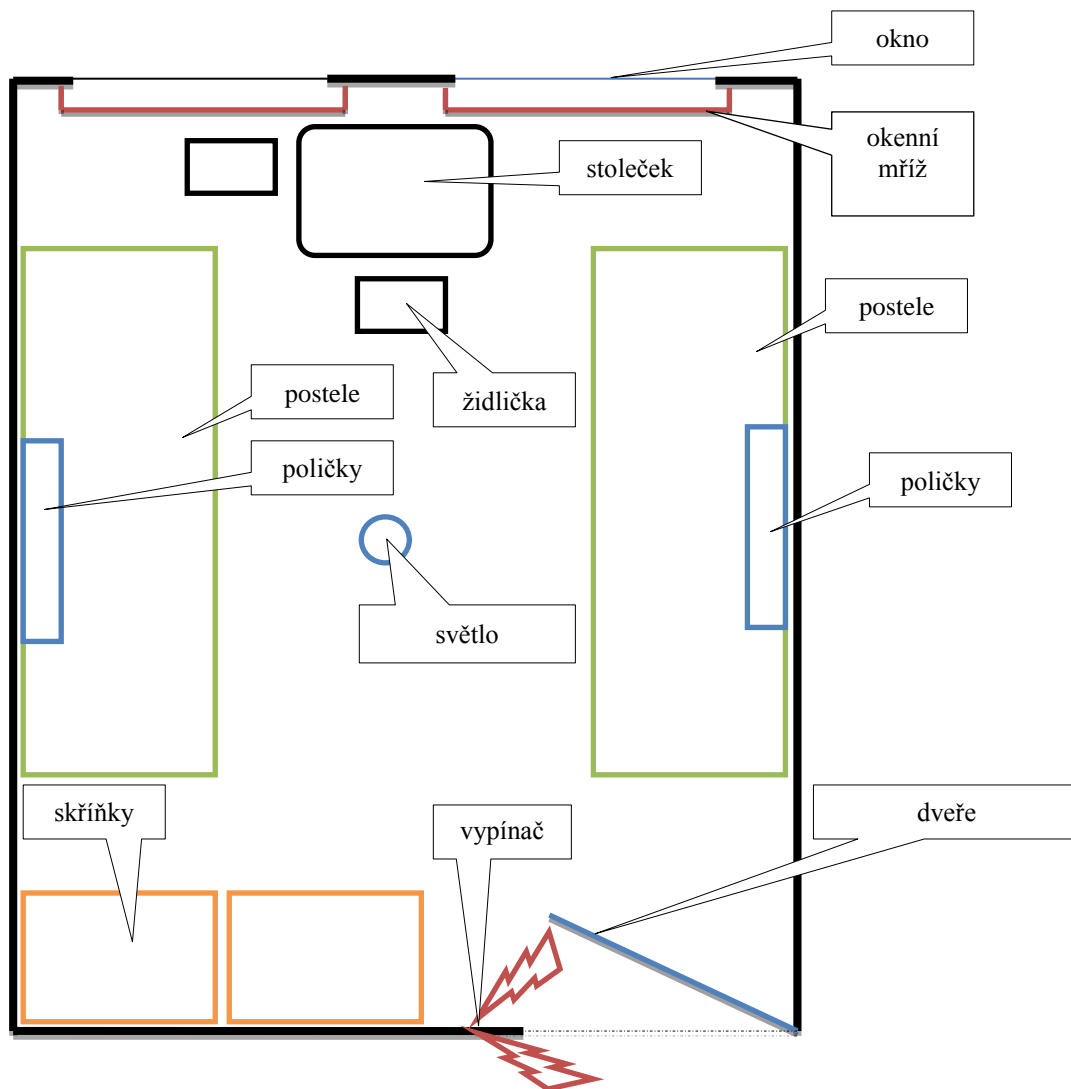 okno
okenní
mříž
stoleček
postele
postele
židlička
poličky
poličky
světlo
skříňky
vypínač
dveře